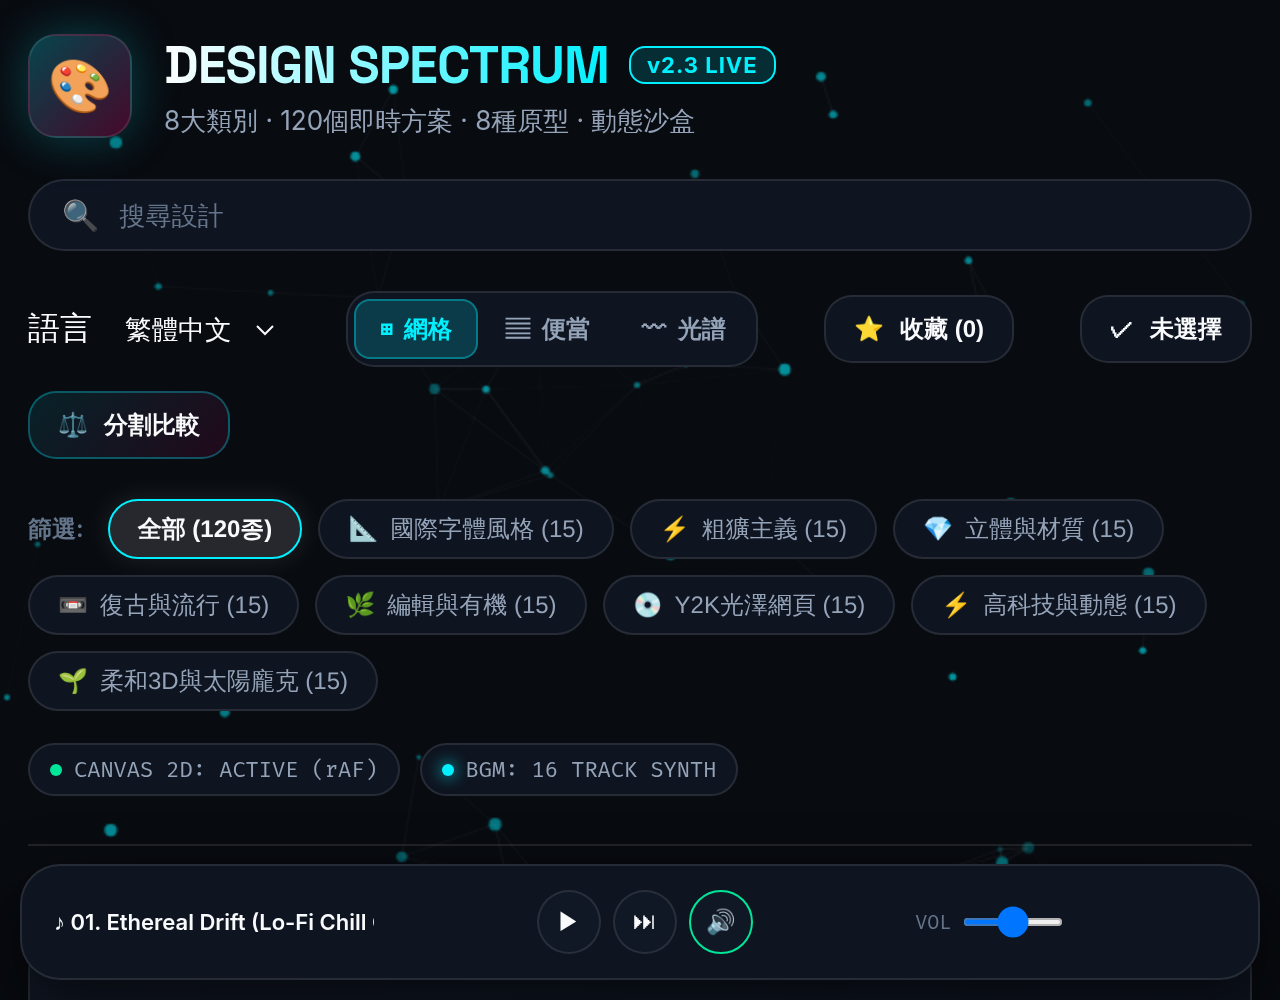 DESIGN SPECTRUM v2.3 LIVE
8大類別 · 120個即時方案 · 8種原型 · 動態沙盒
搜尋設計
語言 繁體中文 網格 便當 光譜 收藏 (0) 未選擇
分割比較
篩選: 全部 (120종) 國際字體風格 (15) 粗獷主義 (15) 立體與材質 (15)
復古與流行 (15) 編輯與有機 (15) Y2K光澤網頁 (15) 高科技與動態 (15)
柔和3D與太陽龐克 (15)
CANVAS 2D: ACTIVE (rAF) BGM: 16 TRACK SYNTH
♪ 01. Ethereal Drift (Lo-Fi Chill VOL